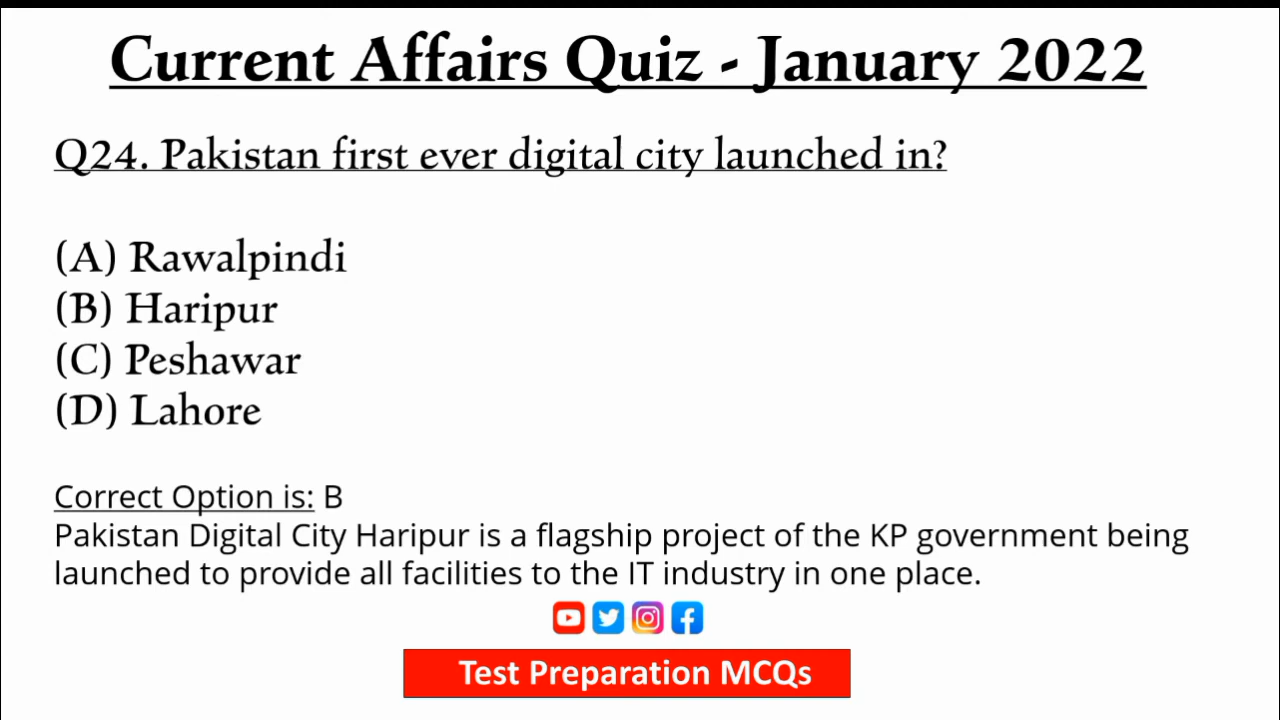 Current Affairs Quiz - January 2022
Q24. Pakistan first ever digital city launched in?
(A) Rawalpindi
(B) Haripur
(C) Peshawar
(D) Lahore
Correct Option is: B
Pakistan Digital City Haripur is a flagship project of the KP government being
launched to provide all facilities to the IT industry in one place.
Test Preparation MCQs